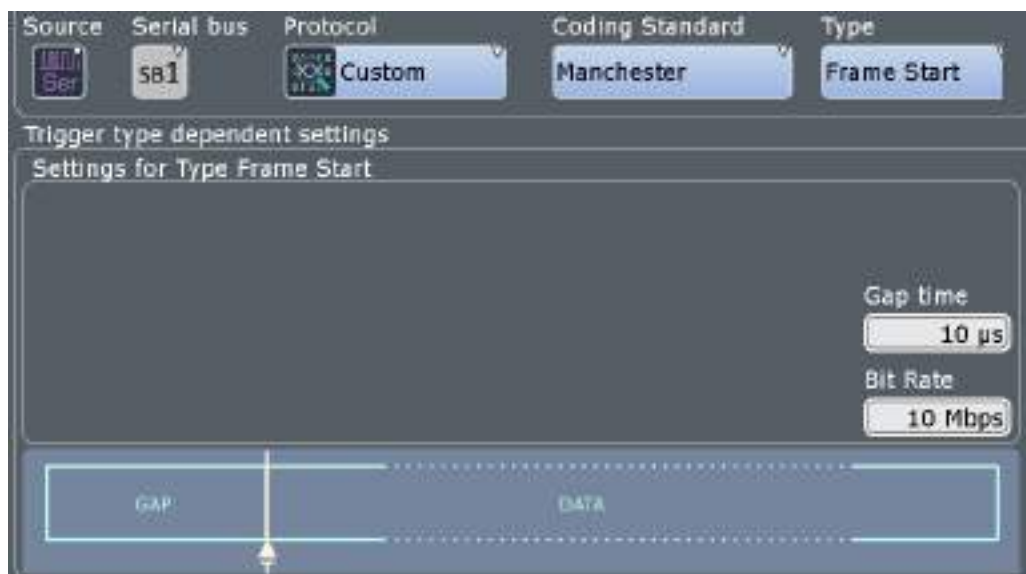 Source Serial bus Protocol Coding Standard Type
Ser SB1 Custom Manchester Frame Start
Trigger type dependent settings
Settings for Type Frame Start
Gap time
10 µs
Bit Rate
10 Mbps
GAP DATA